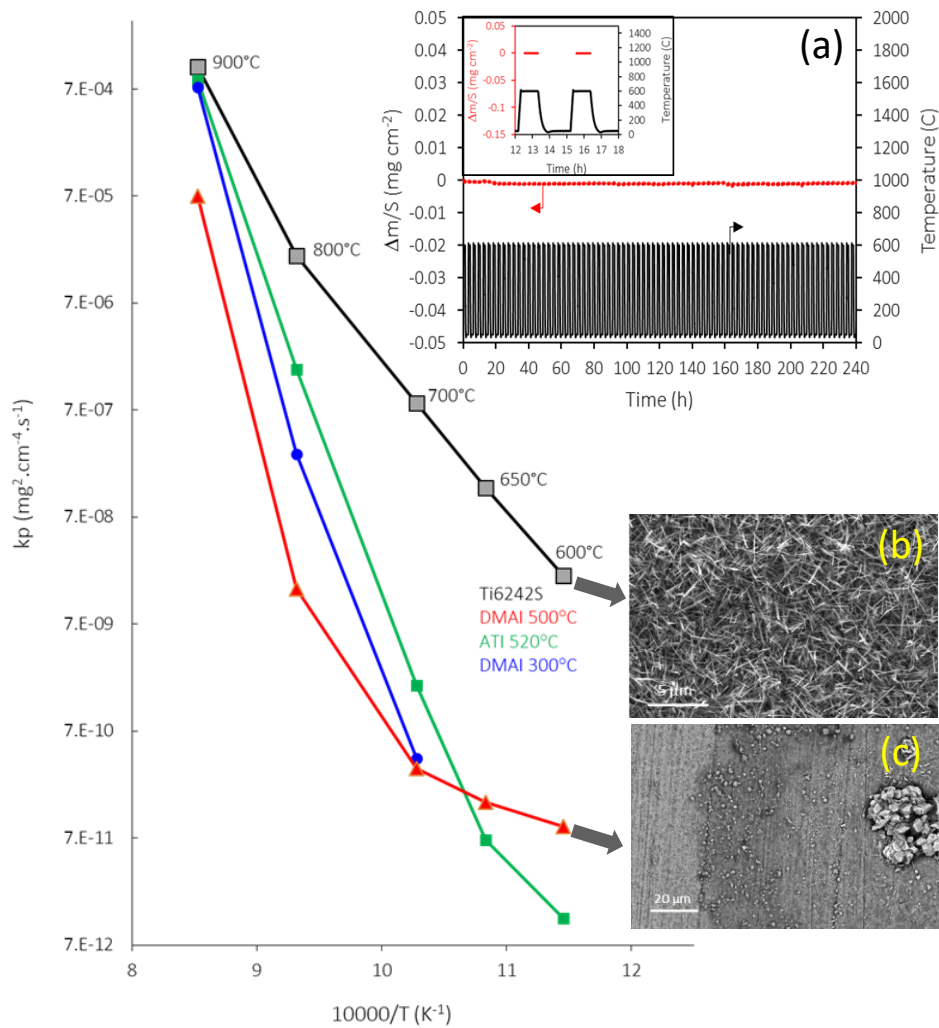 7.E-04
7.E-05
7.E-06
7.E-07
7.E-08
7.E-09
7.E-10
7.E-11
7.E-12
kp (mg².cm⁻⁴.s⁻¹)
8 9 10 11 12
10000/T (K⁻¹)
900°C
800°C
700°C
650°C
600°C
Ti6242S
DMAI 500°C
ATI 520°C
DMAI 300°C
(a)
0.05
0.04
0.03
0.02
0.01
0
-0.01
-0.02
-0.03
-0.04
-0.05
Δm/S (mg cm⁻²)
2000
1800
1600
1400
1200
1000
800
600
400
200
0
Temperature (C)
0 20 40 60 80 100 120 140 160 180 200 220 240
Time (h)
0.05
0
-0.05
-0.1
-0.15
Δm/S (mg cm⁻²)
1400
1200
1000
800
600
400
200
0
Temperature (C)
12 13 14 15 16 17 18
Time (h)
(b)
5 µm
(c)
20 µm